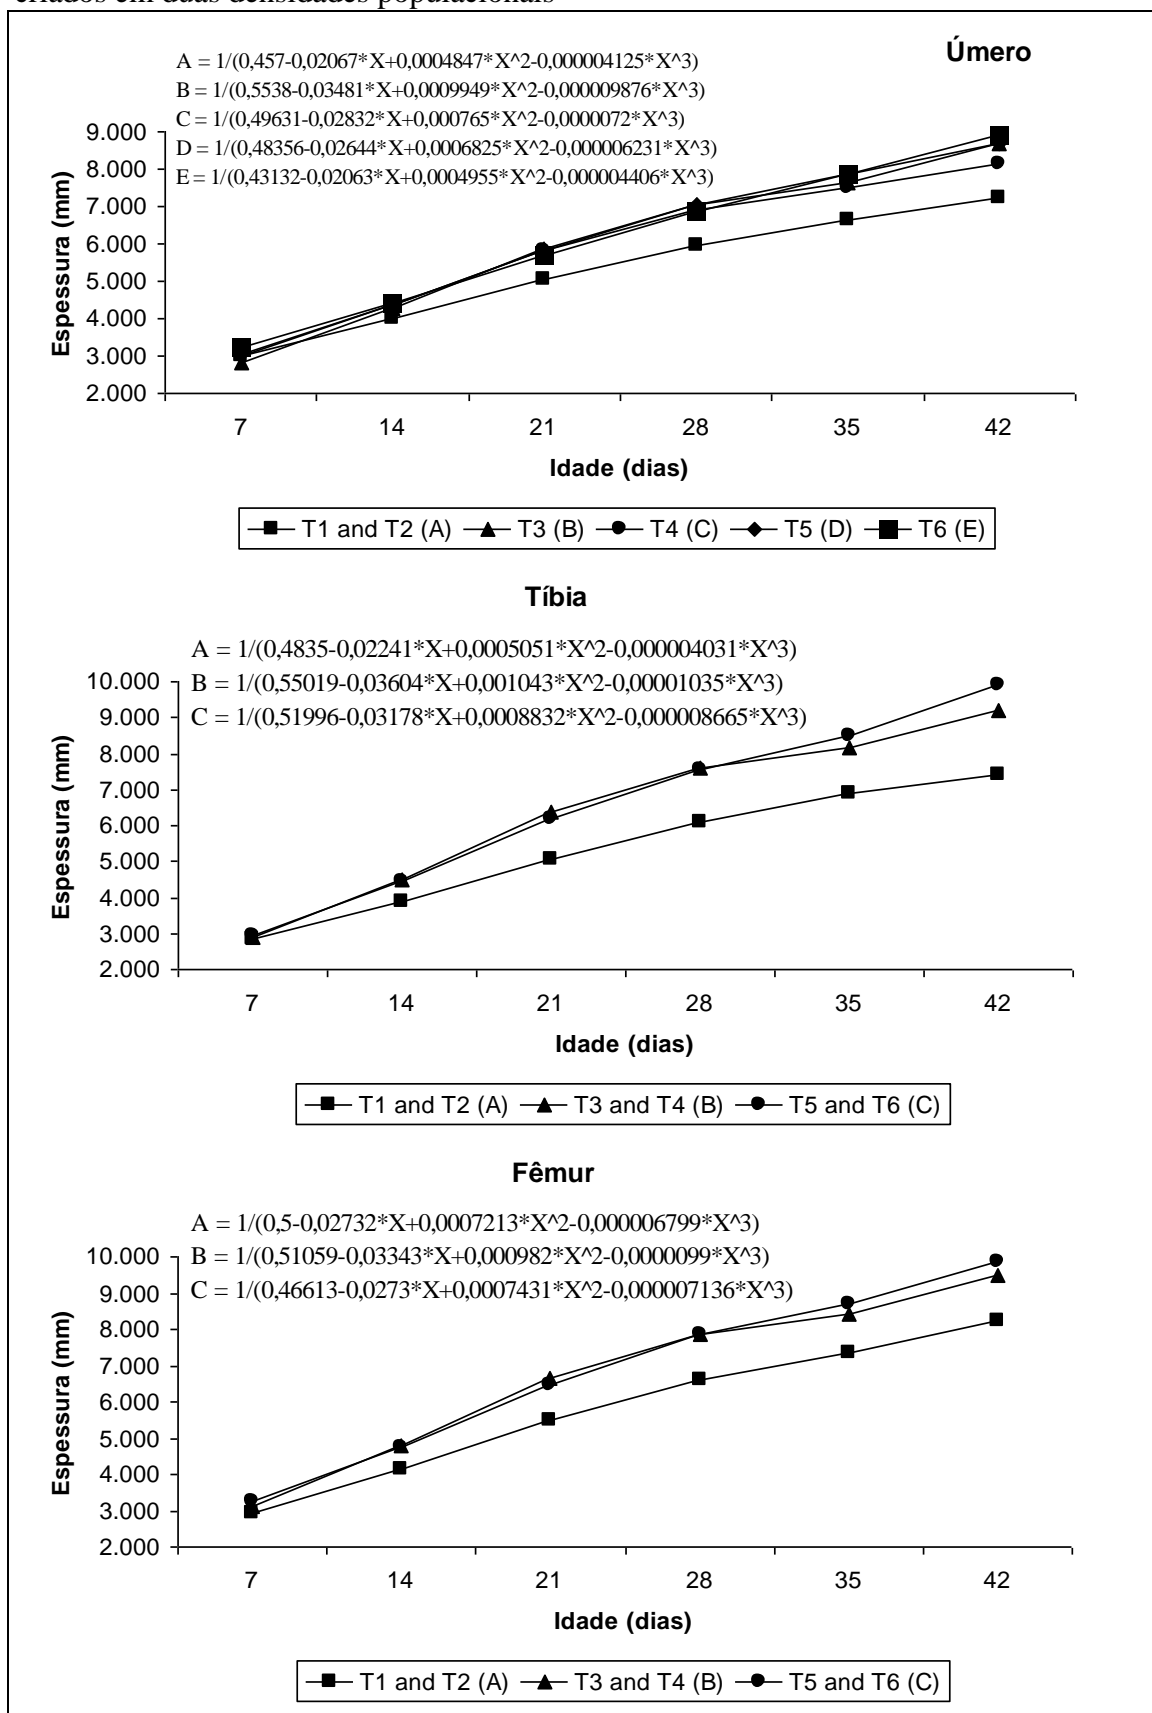 criados em duas densidades populacionais
Úmero
A = 1/(0,457-0,02067*X+0,0004847*X^2-0,000004125*X^3)
B = 1/(0,5538-0,03481*X+0,0009949*X^2-0,000009876*X^3)
C = 1/(0,49631-0,02832*X+0,000765*X^2-0,0000072*X^3)
D = 1/(0,48356-0,02644*X+0,0006825*X^2-0,000006231*X^3)
E = 1/(0,43132-0,02063*X+0,0004955*X^2-0,000004406*X^3)
Espessura (mm)
9.000
8.000
7.000
6.000
5.000
4.000
3.000
2.000
7 14 21 28 35 42
Idade (dias)
T1 and T2 (A) T3 (B) T4 (C) T5 (D) T6 (E)
Tíbia
A = 1/(0,4835-0,02241*X+0,0005051*X^2-0,000004031*X^3)
B = 1/(0,55019-0,03604*X+0,001043*X^2-0,00001035*X^3)
C = 1/(0,51996-0,03178*X+0,0008832*X^2-0,000008665*X^3)
Espessura (mm)
10.000
9.000
8.000
7.000
6.000
5.000
4.000
3.000
2.000
7 14 21 28 35 42
Idade (dias)
T1 and T2 (A) T3 and T4 (B) T5 and T6 (C)
Fêmur
A = 1/(0,5-0,02732*X+0,0007213*X^2-0,000006799*X^3)
B = 1/(0,51059-0,03343*X+0,000982*X^2-0,0000099*X^3)
C = 1/(0,46613-0,0273*X+0,0007431*X^2-0,000007136*X^3)
Espessura (mm)
10.000
9.000
8.000
7.000
6.000
5.000
4.000
3.000
2.000
7 14 21 28 35 42
Idade (dias)
T1 and T2 (A) T3 and T4 (B) T5 and T6 (C)